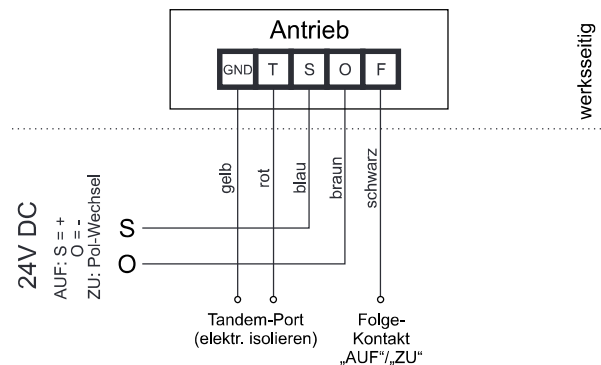 Antrieb
GND T S O F
werksseitig
gelb
rot
blau
braun
schwarz
24V DC
AUF: S = +
O = -
ZU: Pol-Wechsel
S
O
Tandem-Port
(elektr. isolieren)
Folge-
Kontakt
„AUF“/„ZU“